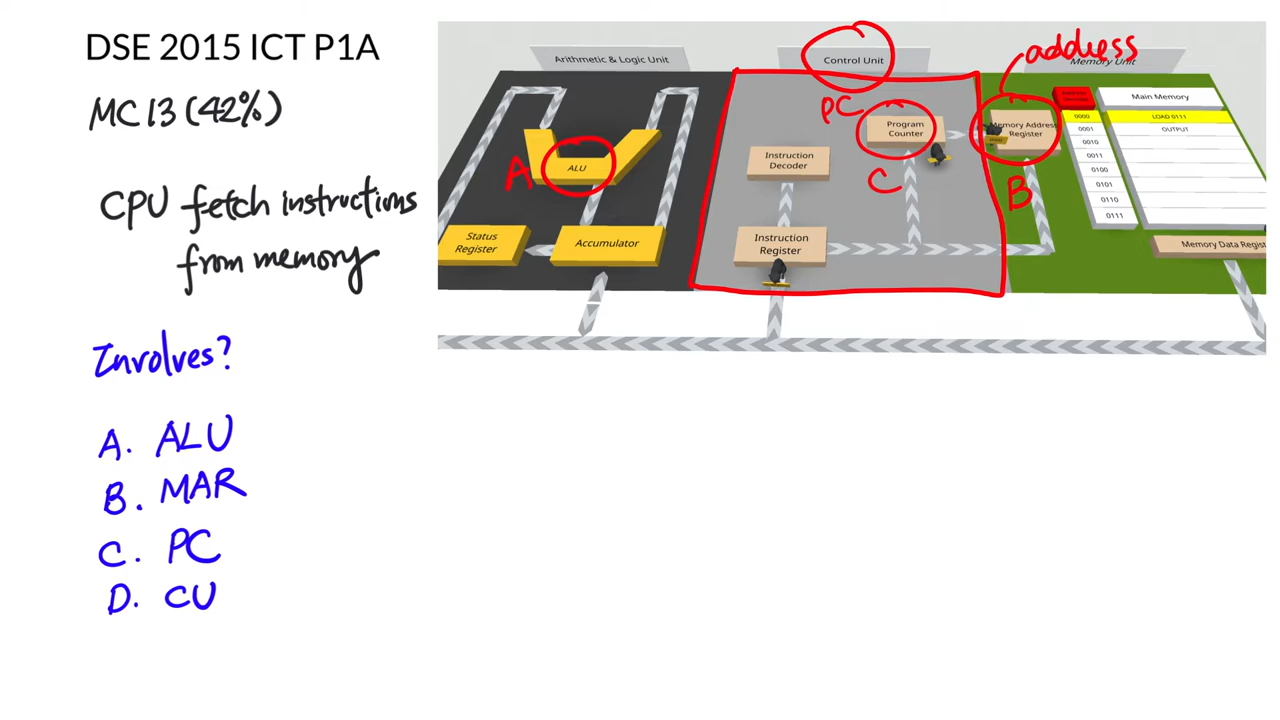 DSE 2015 ICT P1A
MC 13 (42%)
CPU fetch instructions
from memory
Involves?
A. ALU
B. MAR
C. PC
D. CU
Arithmetic & Logic Unit
ALU
A
Status
Register
Accumulator
Control Unit
PC
Program
Counter
C
Instruction
Decoder
Instruction
Register
address
Memory Unit
Memory Address
Register
B
Main Memory
0000 LOAD 0111
0001 OUTPUT
0010
0011
0100
0101
0110
0111
Memory Data Regist